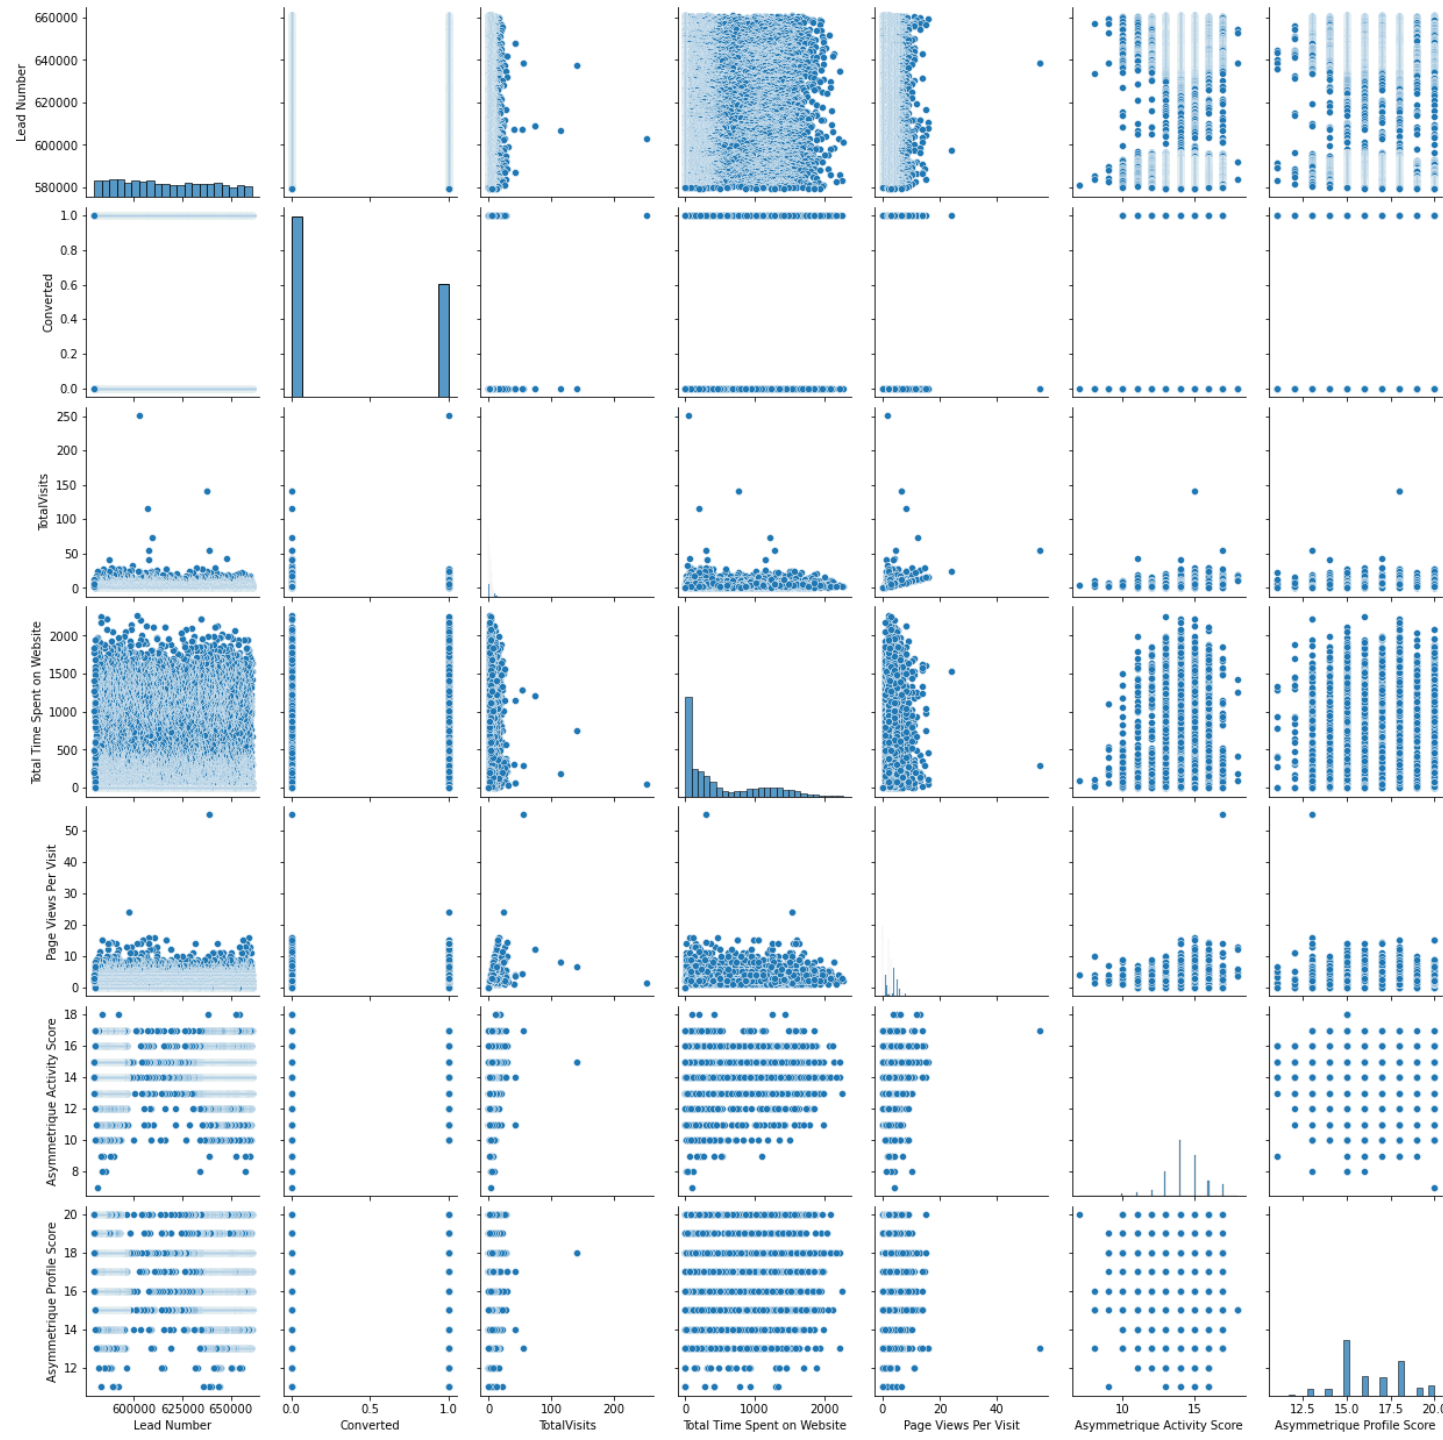 660000
640000
620000
600000
580000
Lead Number
1.0
0.8
0.6
0.4
0.2
0.0
Converted
250
200
150
100
50
0
TotalVisits
2000
1500
1000
500
0
Total Time Spent on Website
50
40
30
20
10
0
Page Views Per Visit
18
16
14
12
10
8
Asymmetrique Activity Score
20
18
16
14
12
Asymmetrique Profile Score
600000 625000 650000
Lead Number
0.0 0.5 1.0
Converted
0 100 200
TotalVisits
0 1000 2000
Total Time Spent on Website
0 20 40
Page Views Per Visit
10 15
Asymmetrique Activity Score
12.5 15.0 17.5 20.0
Asymmetrique Profile Score